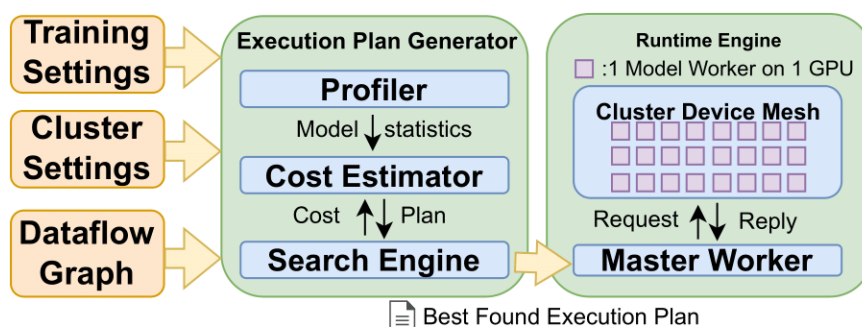 Training
Settings
Cluster
Settings
Dataflow
Graph
Execution Plan Generator
Profiler
Model statistics
Cost Estimator
Cost Plan
Search Engine
Runtime Engine
:1 Model Worker on 1 GPU
Cluster Device Mesh
Request Reply
Master Worker
Best Found Execution Plan